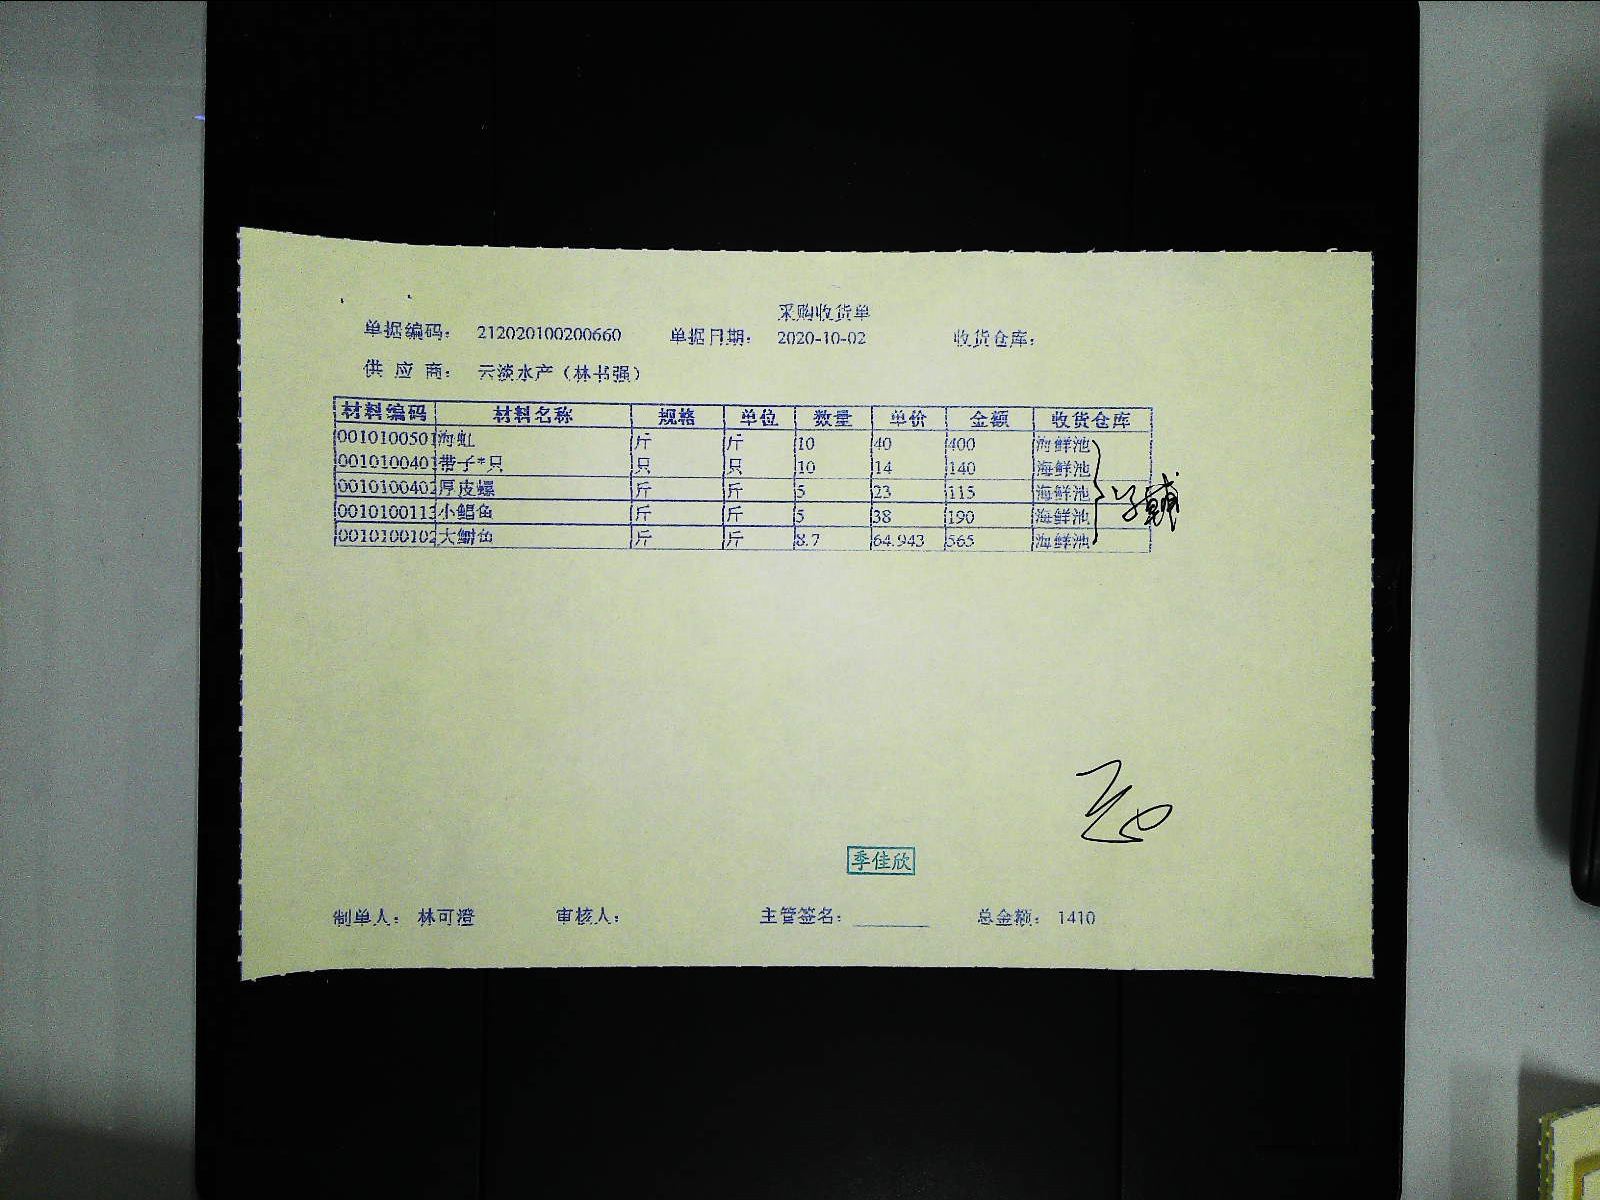 采购收货单
单据编码： 212020100200660 单据日期： 2020-10-02 收货仓库：
供 应 商： 云淡水产（林书强）
材料编码 材料名称 规格 单位 数量 单价 金额 收货仓库
0010100501 海虹 斤 斤 10 40 400 海鲜池
0010100401 带子*只 只 只 10 14 140 海鲜池
0010100402 厚皮螺 斤 斤 5 23 115 海鲜池
0010100113 小鲳鱼 斤 斤 5 38 190 海鲜池
0010100102 大鲥鱼 斤 斤 8.7 64.943 565 海鲜池
季佳欣
制单人： 林可澄 审核人： 主管签名： 总金额： 1410